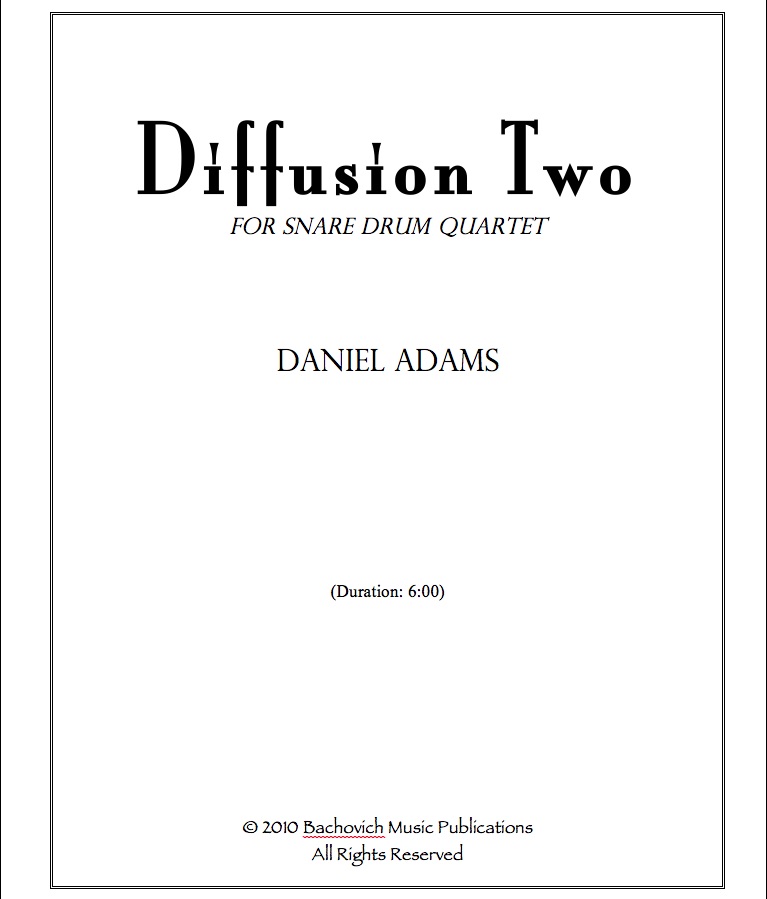 Diffusion Two
FOR SNARE DRUM QUARTET
DANIEL ADAMS
(Duration: 6:00)
© 2010 Bachovich Music Publications
All Rights Reserved